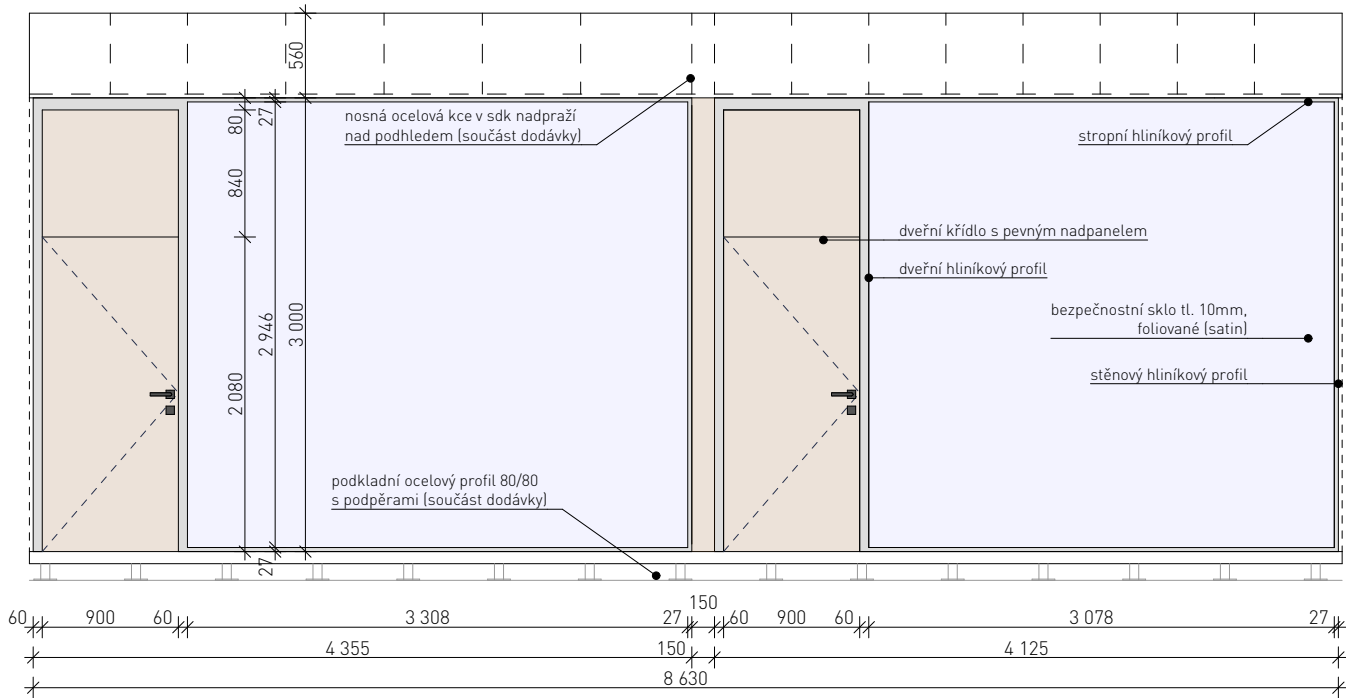 560
nosná ocelová kce v sdk nadpraží
nad podhledem (součást dodávky)
stropní hliníkový profil
80
27
840
dveřní křídlo s pevným nadpanelem
dveřní hliníkový profil
bezpečnostní sklo tl. 10mm,
foliované (satin)
2 946
3 000
stěnový hliníkový profil
2 080
podkladní ocelový profil 80/80
s podpěrami (součást dodávky)
27
150
60 900 60 3 308 27 60 900 60 3 078 27
4 355 150 4 125
8 630